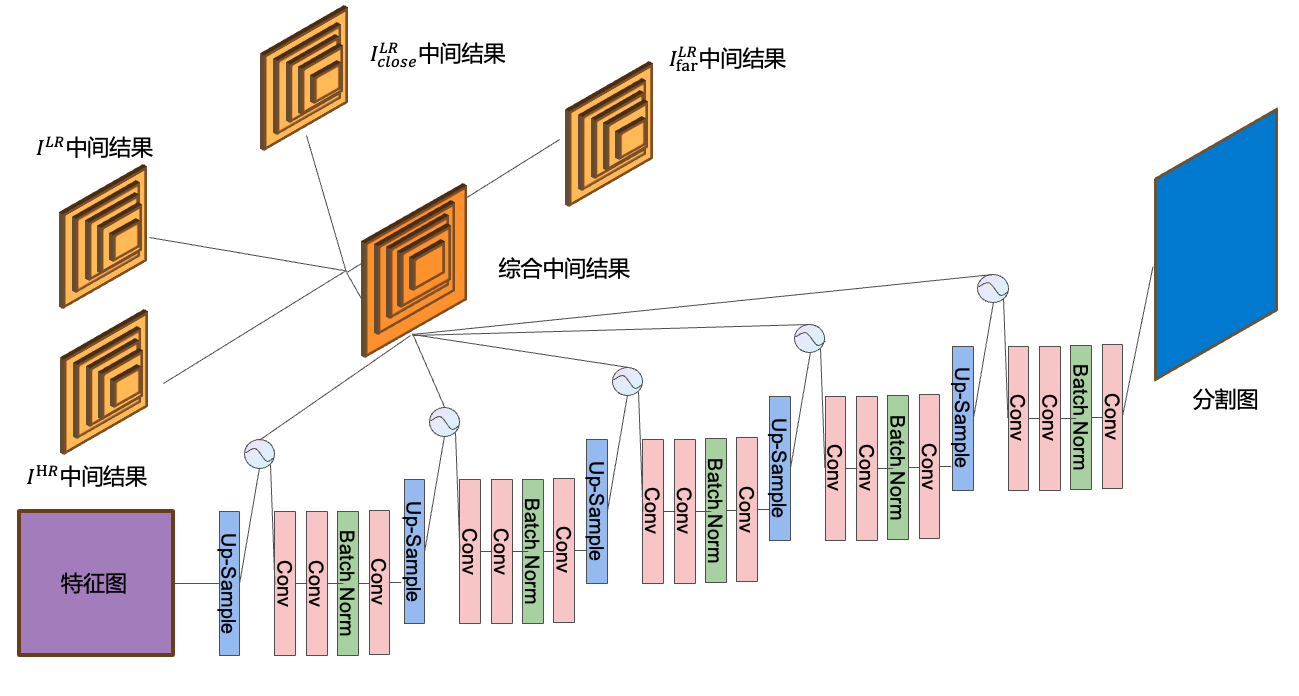 $I^{LR}_{close}$中间结果
$I^{LR}_{\mathrm{far}}$中间结果
$I^{LR}$中间结果
综合中间结果
$I^{\mathrm{H}R}$中间结果
分割图
特征图
Up-Sample
Conv
Conv
Batch Norm
Conv
Up-Sample
Conv
Conv
Batch Norm
Conv
Up-Sample
Conv
Conv
Batch Norm
Conv
Up-Sample
Conv
Conv
Batch Norm
Conv
Up-Sample
Conv
Conv
Batch Norm
Conv